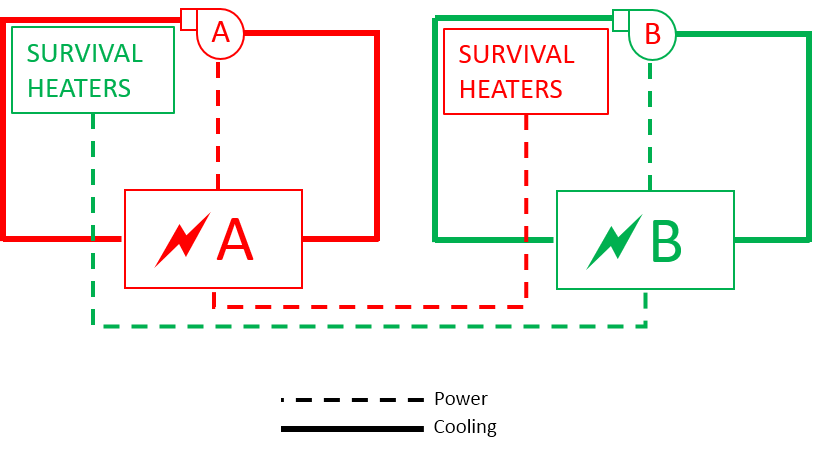 A
SURVIVAL
HEATERS
B
SURVIVAL
HEATERS
A
B
Power
Cooling